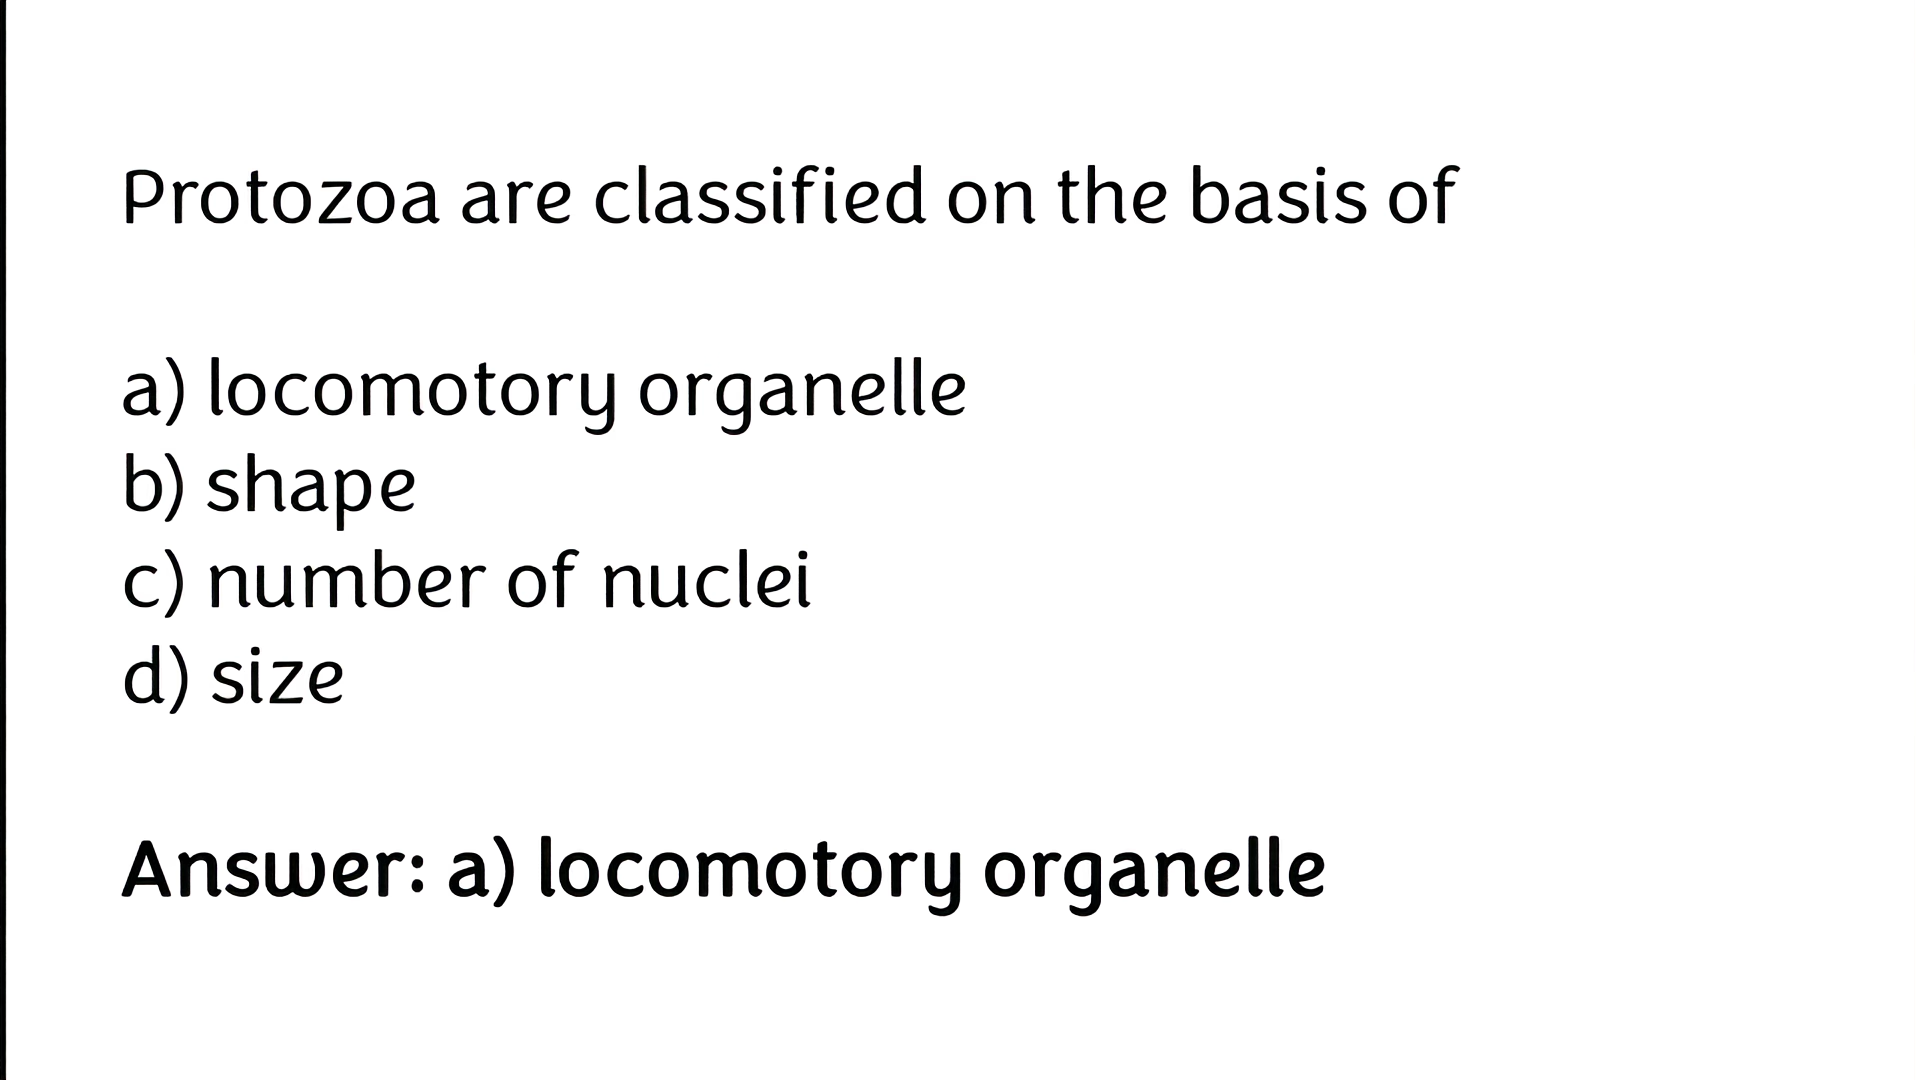 Protozoa are classified on the basis of
a) locomotory organelle
b) shape
c) number of nuclei
d) size
Answer: a) locomotory organelle